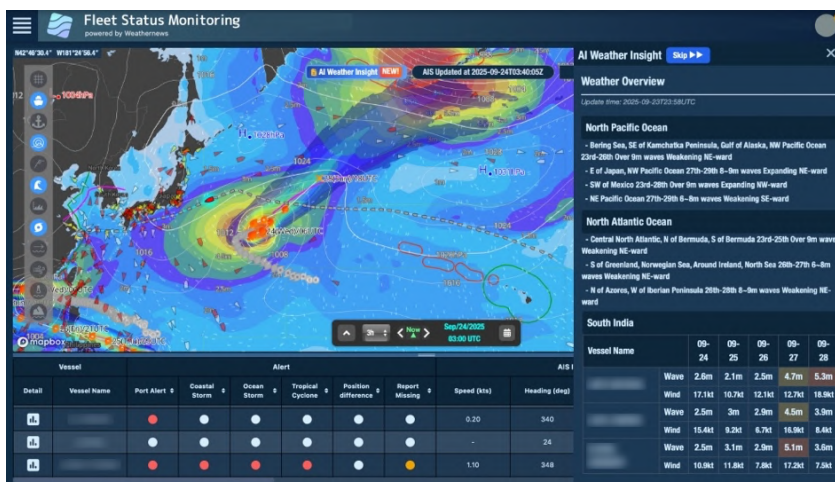 Fleet Status Monitoring
powered by Weathernews
N42°46'30.4" W181°24'56.4"
AI Weather Insight NEW!
AIS Updated at 2025-09-24T03:40:05Z
1004hPa
1024
1016
1012
1008
3h
Now
Sep/24/2025
03:00 UTC
mapbox
Vessel
Alert
Detail
Vessel Name
Port Alert
Coastal Storm
Ocean Storm
Tropical Cyclone
Position difference
Report Missing
Speed (kts)
Heading (deg)
0.20 340
- 24
1.10 348
AI Weather Insight Skip
Weather Overview
Update time: 2025-09-23T23:58UTC
North Pacific Ocean
- Bering Sea, SE of Kamchatka Peninsula, Gulf of Alaska, NW Pacific Ocean
23rd-26th Over 9m waves Weakening NE-ward
- E of Japan, NW Pacific Ocean 27th-29th 8-9m waves Expanding NE-ward
- SW of Mexico 23rd-28th Over 9m waves Expanding NW-ward
- NE Pacific Ocean 27th-29th 6-8m waves Weakening SE-ward
North Atlantic Ocean
- Central North Atlantic, N of Bermuda, S of Bermuda 23rd-25th Over 9m wave
Weakening NE-ward
- S of Greenland, Norwegian Sea, Around Ireland, North Sea 26th-27th 6-8m
waves Weakening NE-ward
- N of Azores, W of Iberian Peninsula 26th-28th 8-9m waves Weakening NE-
ward
South India
Vessel Name 09-24 09-25 09-26 09-27 09-28
Wave 2.6m 2.1m 2.5m 4.7m 5.3m
Wind 17.1kt 10.7kt 12.1kt 12.7kt 18.9kt
Wave 2.5m 3m 2.9m 4.5m 3.9m
Wind 15.4kt 9.2kt 6.7kt 16.9kt 8.4kt
Wave 2.5m 3.1m 2.9m 5.1m 3.6m
Wind 10.9kt 11.8kt 7.8kt 17.2kt 7.5kt